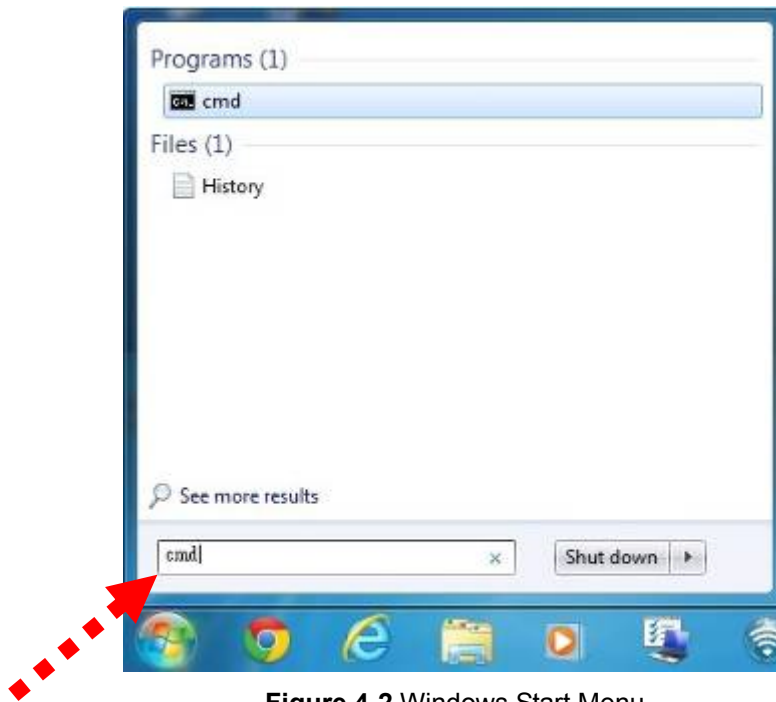 Programs (1)
cmd
Files (1)
History
See more results
cmd
Shut down
Figure 4-2 Windows Start Menu